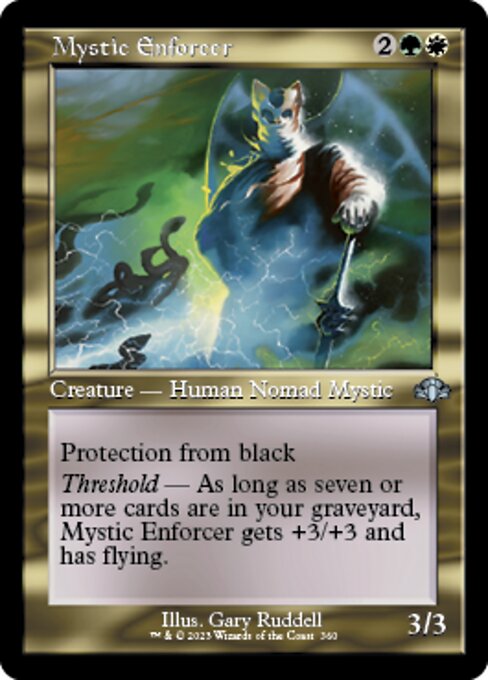 Mystic Enforcer 2
Creature — Human Nomad Mystic
Protection from black
Threshold — As long as seven or
more cards are in your graveyard,
Mystic Enforcer gets +3/+3 and
has flying.
Illus. Gary Ruddell
™ & © 2023 Wizards of the Coast 360
3/3